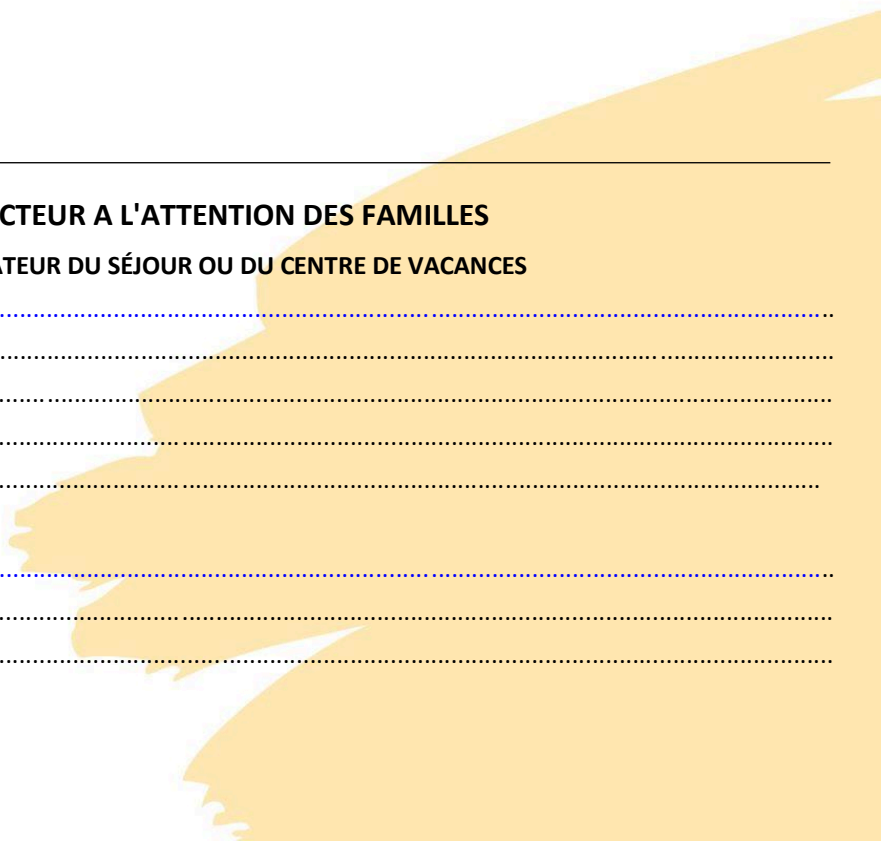 CTEUR A L'ATTENTION DES FAMILLES
ATEUR DU SÉJOUR OU DU CENTRE DE VACANCES